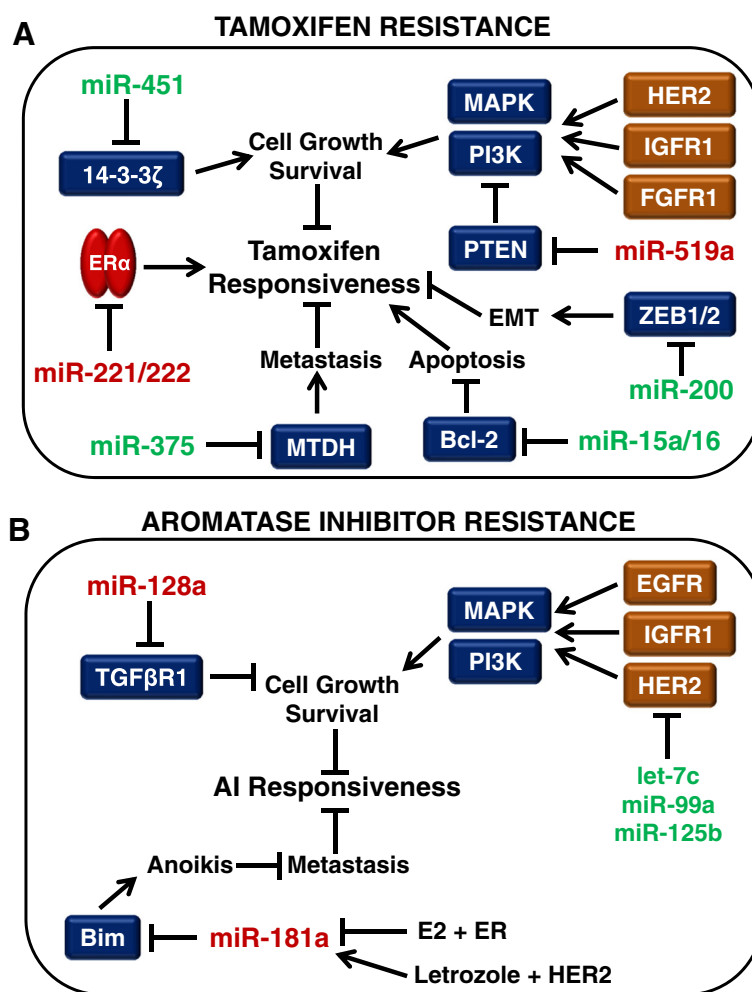 A
TAMOXIFEN RESISTANCE
miR-451
14-3-3ζ
Cell Growth
Survival
MAPK
PI3K
HER2
IGFR1
FGFR1
PTEN
miR-519a
ERα
Tamoxifen
Responsiveness
miR-221/222
EMT
ZEB1/2
miR-200
Metastasis
Apoptosis
miR-375
MTDH
Bcl-2
miR-15a/16
B
AROMATASE INHIBITOR RESISTANCE
miR-128a
TGFβR1
Cell Growth
Survival
MAPK
PI3K
EGFR
IGFR1
HER2
let-7c
miR-99a
miR-125b
AI Responsiveness
Anoikis
Metastasis
Bim
miR-181a
E2 + ER
Letrozole + HER2